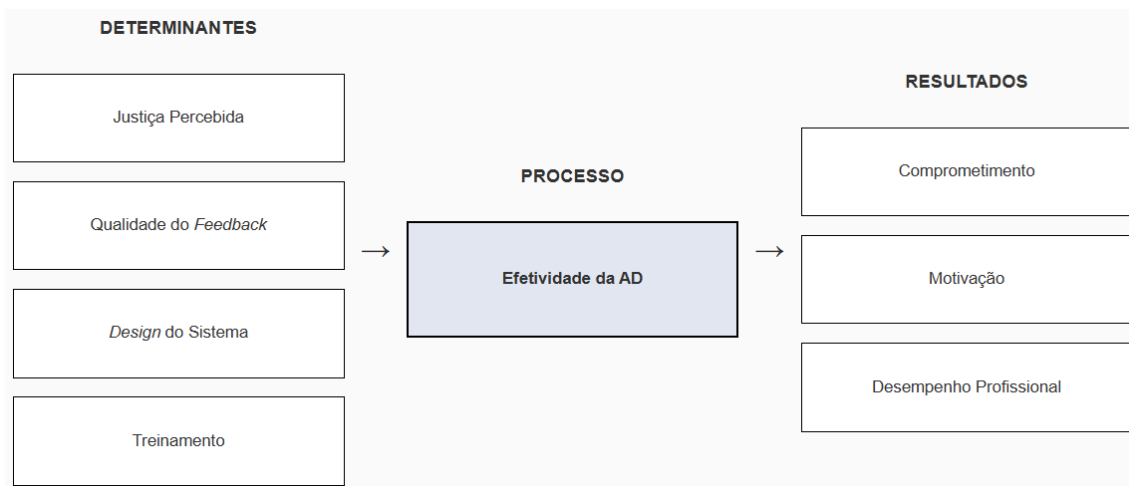 DETERMINANTES
Justiça Percebida
Qualidade do Feedback
Design do Sistema
Treinamento
→
PROCESSO
Efetividade da AD
→
RESULTADOS
Comprometimento
Motivação
Desempenho Profissional